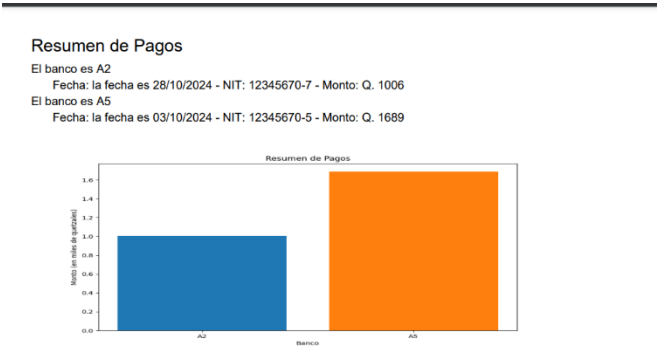 Resumen de Pagos
El banco es A2
Fecha: la fecha es 28/10/2024 - NIT: 12345670-7 - Monto: Q. 1006
El banco es A5
Fecha: la fecha es 03/10/2024 - NIT: 12345670-5 - Monto: Q. 1689
Resumen de Pagos
Monto (en miles de quetzales)
1.6
1.4
1.2
1.0
0.8
0.6
0.4
0.2
0.0
A2
A5
Banco